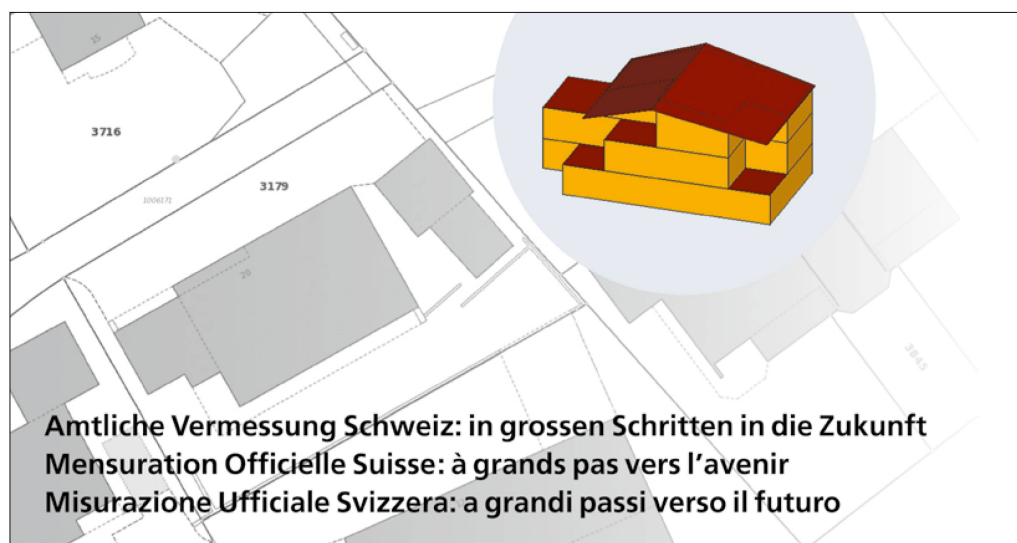 15
3716
3179
1006171
20
3845
Amtliche Vermessung Schweiz: in grossen Schritten in die Zukunft
Mensuration Officielle Suisse: à grands pas vers l’avenir
Misurazione Ufficiale Svizzera: a grandi passi verso il futuro